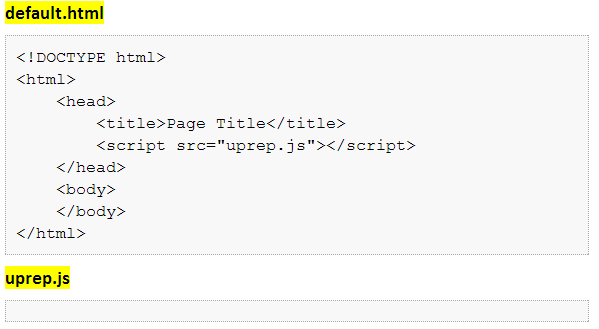 default.html
<!DOCTYPE html>
<html>
    <head>
        <title>Page Title</title>
        <script src="uprep.js"></script>
    </head>
    <body>
    </body>
</html>
uprep.js